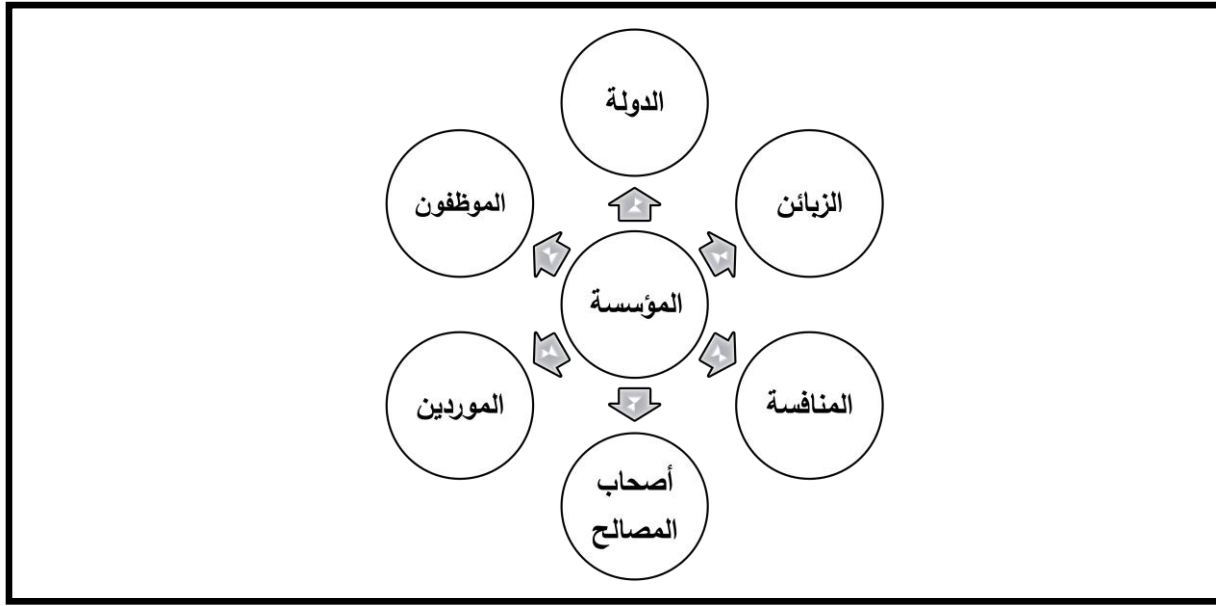 الدولة
الزبائن
الموظفون
المؤسسة
المنافسة
الموردين
أصحاب
المصالح